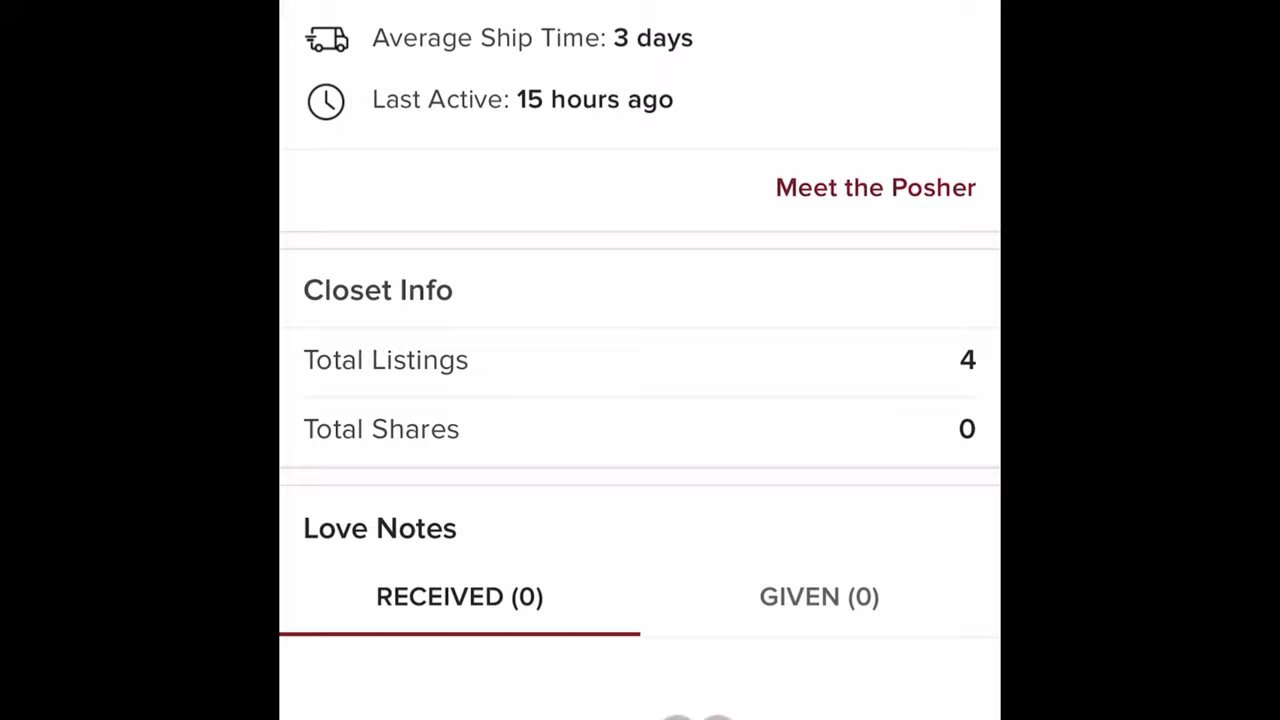 Average Ship Time: 3 days
Last Active: 15 hours ago
Meet the Posher
Closet Info
Total Listings 4
Total Shares 0
Love Notes
RECEIVED (0) GIVEN (0)